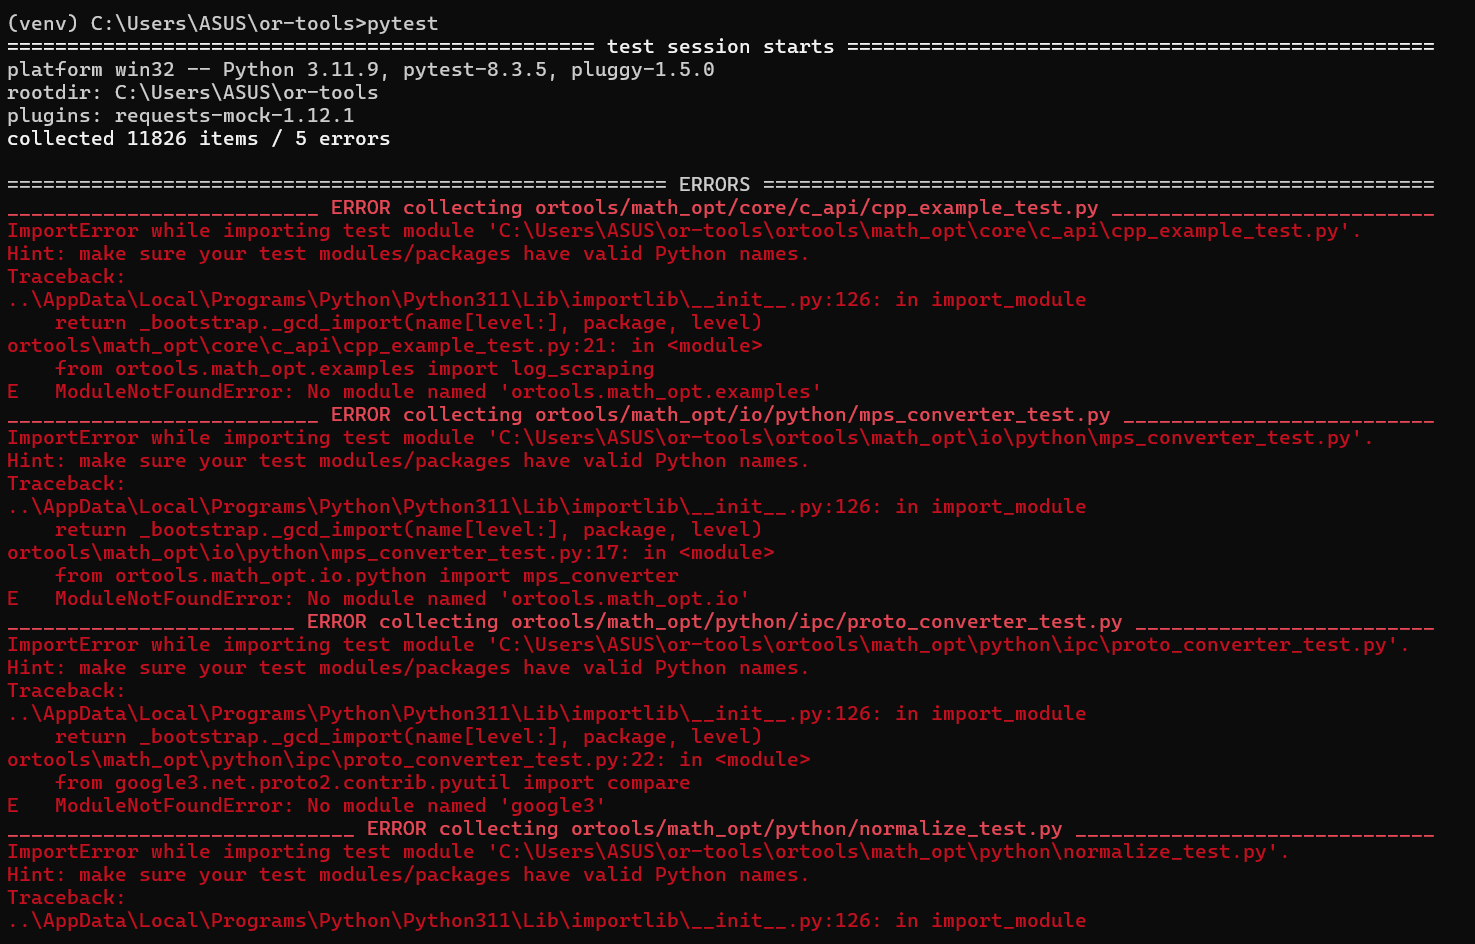 (venv) C:\Users\ASUS\or-tools>pytest
================================================= test session starts =================================================
platform win32 -- Python 3.11.9, pytest-8.3.5, pluggy-1.5.0
rootdir: C:\Users\ASUS\or-tools
plugins: requests-mock-1.12.1
collected 11826 items / 5 errors
======================================================= ERRORS ========================================================
__________________________ ERROR collecting ortools/math_opt/core/c_api/cpp_example_test.py ___________________________
ImportError while importing test module 'C:\Users\ASUS\or-tools\ortools\math_opt\core\c_api\cpp_example_test.py'.
Hint: make sure your test modules/packages have valid Python names.
Traceback:
..\AppData\Local\Programs\Python\Python311\Lib\importlib\__init__.py:126: in import_module
    return _bootstrap._gcd_import(name[level:], package, level)
ortools\math_opt\core\c_api\cpp_example_test.py:21: in <module>
    from ortools.math_opt.examples import log_scraping
E   ModuleNotFoundError: No module named 'ortools.math_opt.examples'
__________________________ ERROR collecting ortools/math_opt/io/python/mps_converter_test.py __________________________
ImportError while importing test module 'C:\Users\ASUS\or-tools\ortools\math_opt\io\python\mps_converter_test.py'.
Hint: make sure your test modules/packages have valid Python names.
Traceback:
..\AppData\Local\Programs\Python\Python311\Lib\importlib\__init__.py:126: in import_module
    return _bootstrap._gcd_import(name[level:], package, level)
ortools\math_opt\io\python\mps_converter_test.py:17: in <module>
    from ortools.math_opt.io.python import mps_converter
E   ModuleNotFoundError: No module named 'ortools.math_opt.io'
________________________ ERROR collecting ortools/math_opt/python/ipc/proto_converter_test.py _________________________
ImportError while importing test module 'C:\Users\ASUS\or-tools\ortools\math_opt\python\ipc\proto_converter_test.py'.
Hint: make sure your test modules/packages have valid Python names.
Traceback:
..\AppData\Local\Programs\Python\Python311\Lib\importlib\__init__.py:126: in import_module
    return _bootstrap._gcd_import(name[level:], package, level)
ortools\math_opt\python\ipc\proto_converter_test.py:22: in <module>
    from google3.net.proto2.contrib.pyutil import compare
E   ModuleNotFoundError: No module named 'google3'
_____________________________ ERROR collecting ortools/math_opt/python/normalize_test.py ______________________________
ImportError while importing test module 'C:\Users\ASUS\or-tools\ortools\math_opt\python\normalize_test.py'.
Hint: make sure your test modules/packages have valid Python names.
Traceback:
..\AppData\Local\Programs\Python\Python311\Lib\importlib\__init__.py:126: in import_module